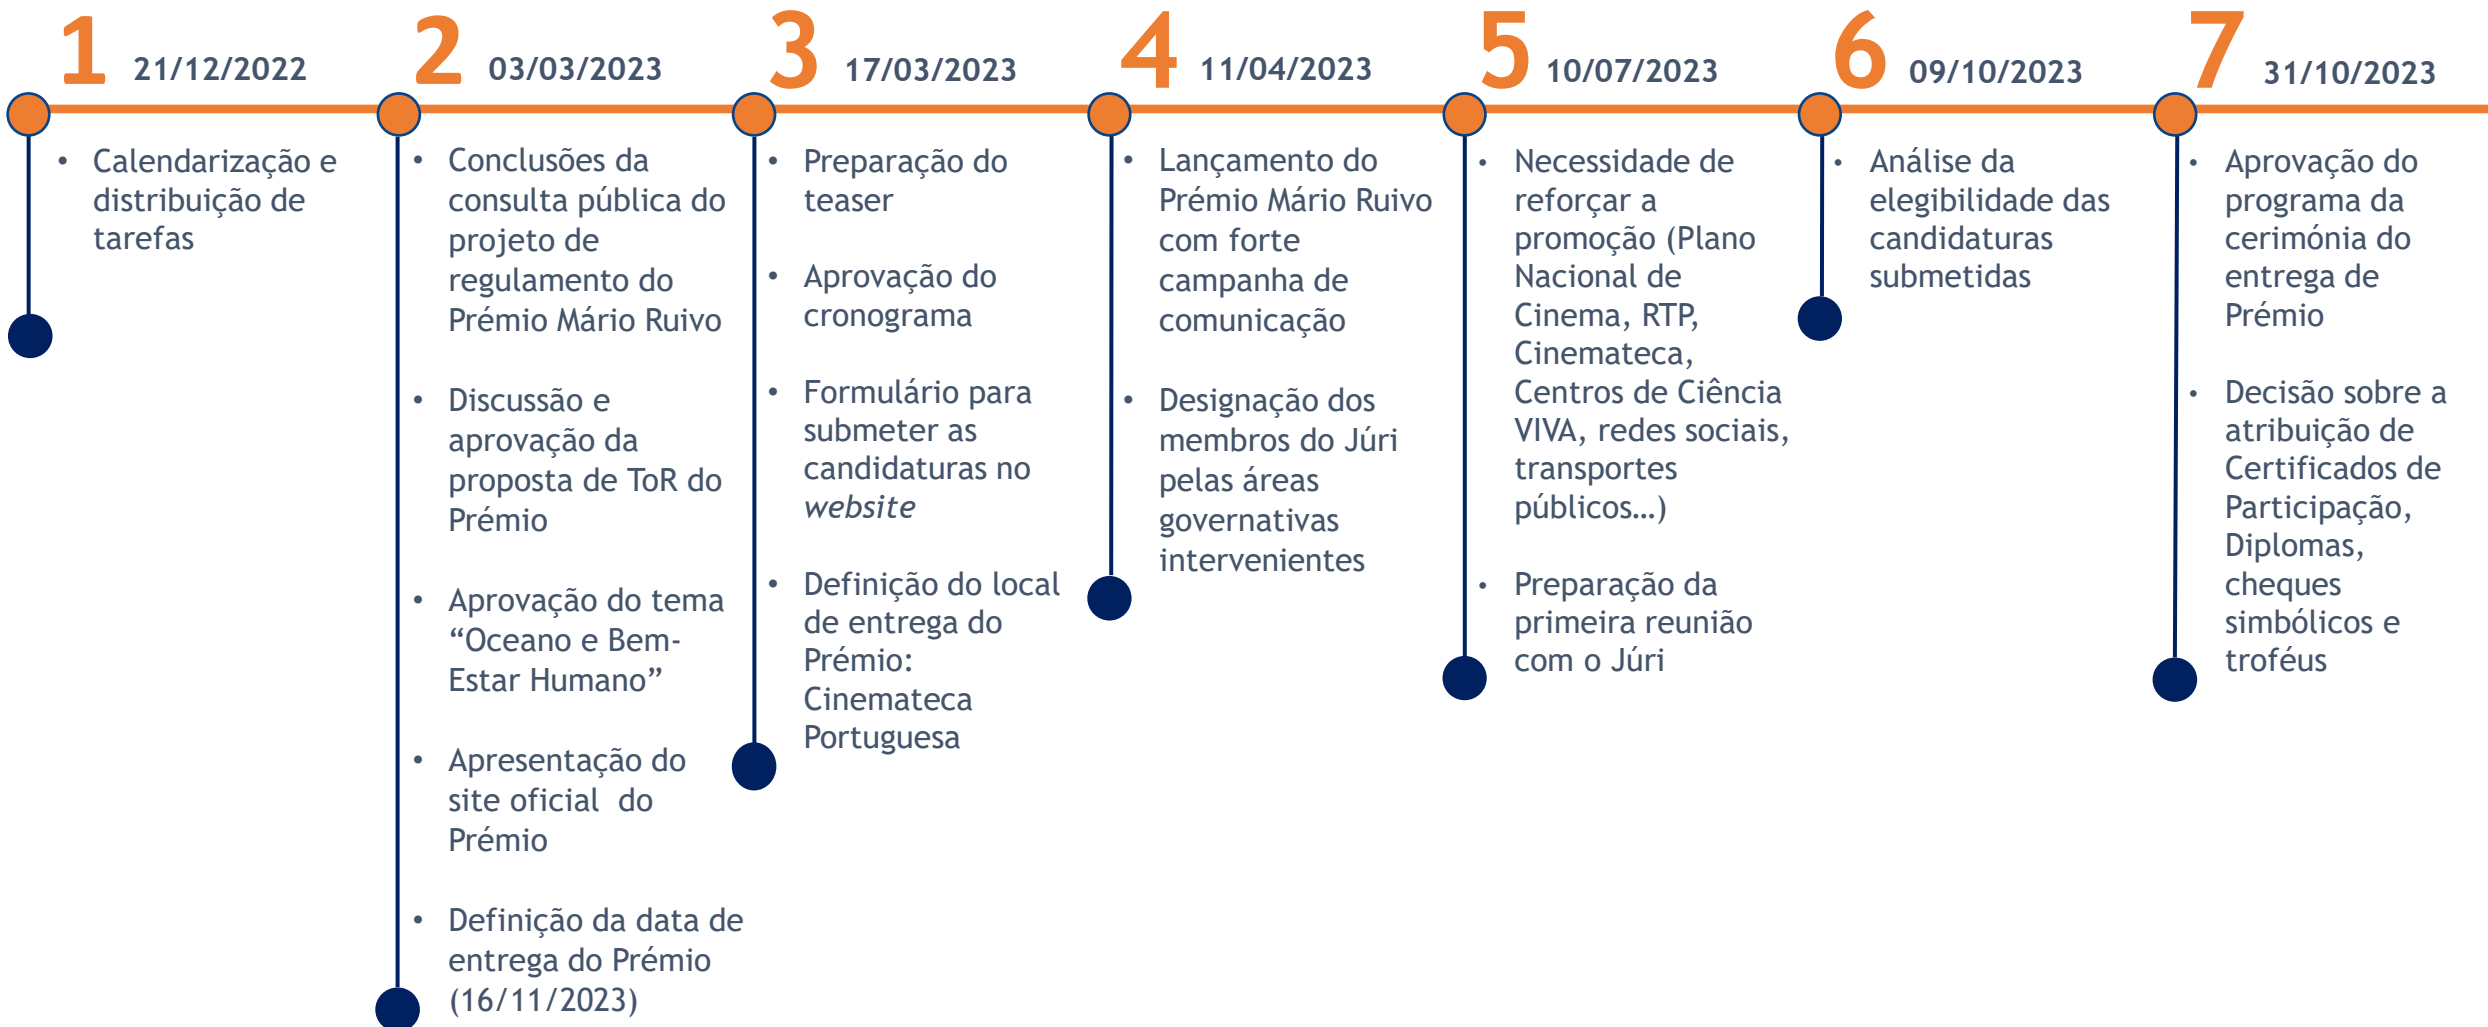 1 21/12/2022
• Calendarização e
distribuição de
tarefas
2 03/03/2023
• Conclusões da
consulta pública do
projeto de
regulamento do
Prémio Mário Ruivo
• Discussão e
aprovação da
proposta de ToR do
Prémio
• Aprovação do tema
“Oceano e Bem-
Estar Humano”
• Apresentação do
site oficial do
Prémio
• Definição da data de
entrega do Prémio
(16/11/2023)
3 17/03/2023
• Preparação do
teaser
• Aprovação do
cronograma
• Formulário para
submeter as
candidaturas no
website
• Definição do local
de entrega do
Prémio:
Cinemateca
Portuguesa
4 11/04/2023
• Lançamento do
Prémio Mário Ruivo
com forte
campanha de
comunicação
• Designação dos
membros do Júri
pelas áreas
governativas
intervenientes
5 10/07/2023
• Necessidade de
reforçar a
promoção (Plano
Nacional de
Cinema, RTP,
Cinemateca,
Centros de Ciência
VIVA, redes sociais,
transportes
públicos…)
• Preparação da
primeira reunião
com o Júri
6 09/10/2023
• Análise da
elegibilidade das
candidaturas
submetidas
7 31/10/2023
• Aprovação do
programa da
cerimónia do
entrega de
Prémio
• Decisão sobre a
atribuição de
Certificados de
Participação,
Diplomas,
cheques
simbólicos e
troféus